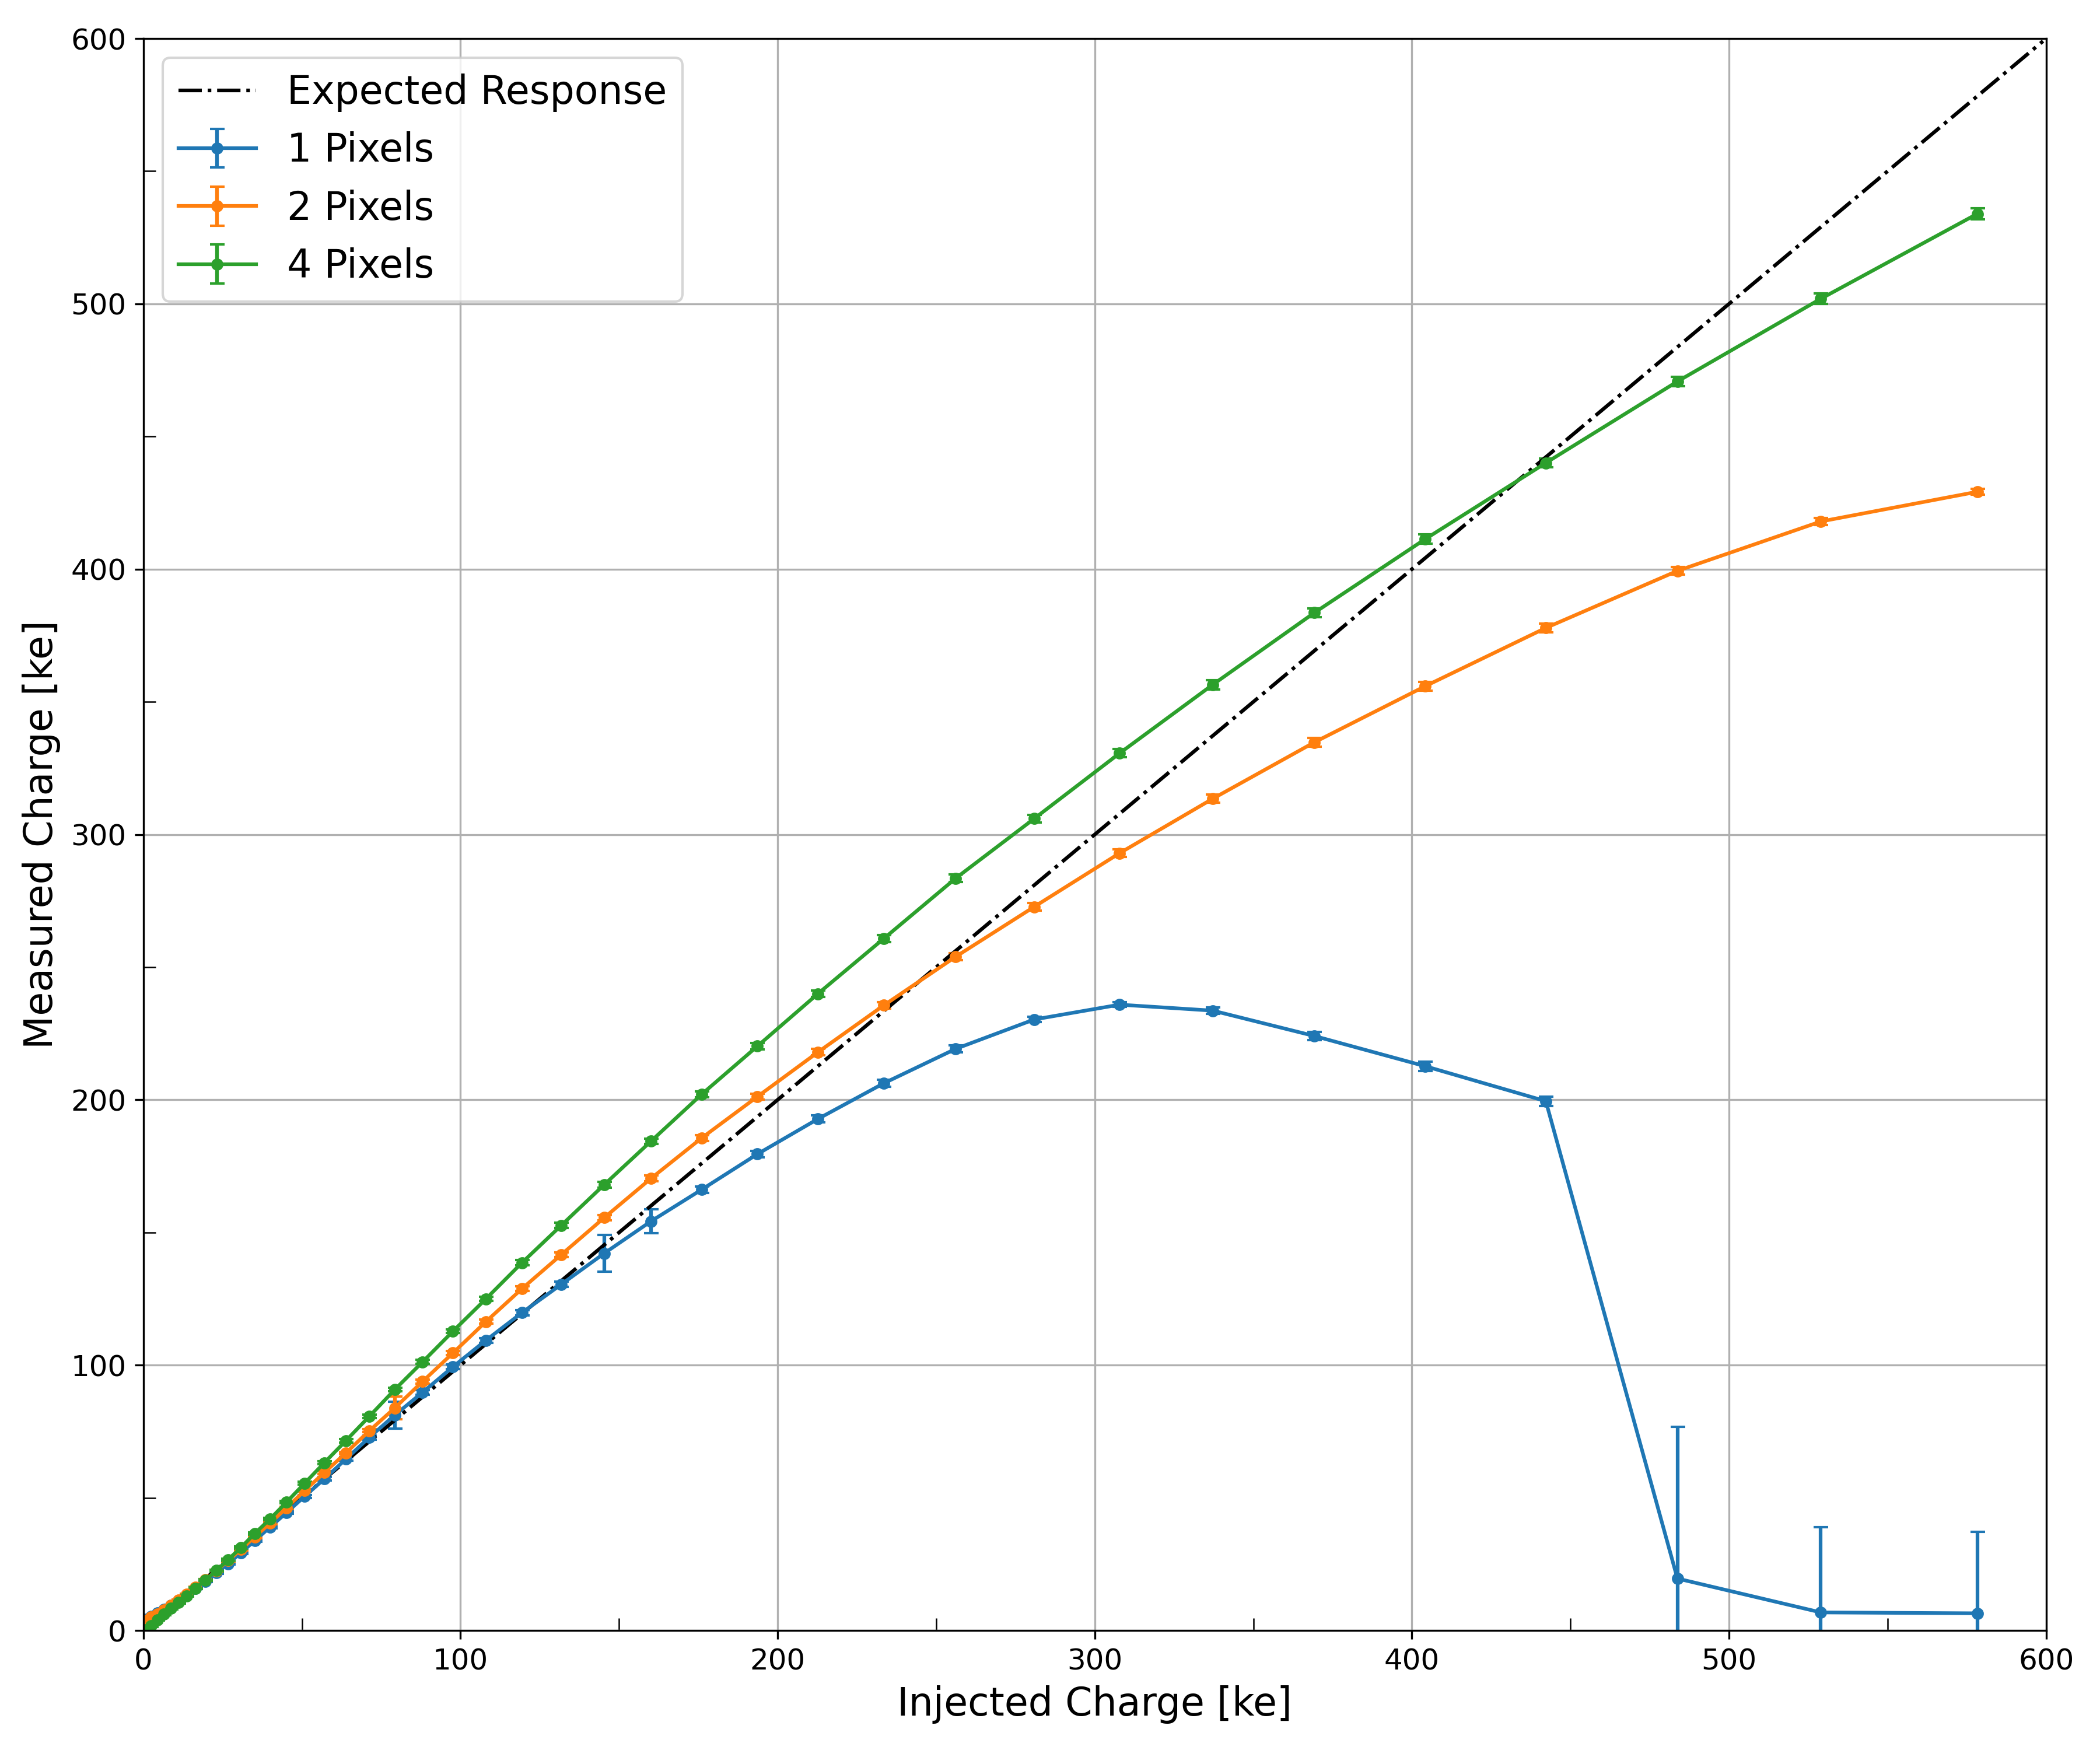 Expected Response
1 Pixels
2 Pixels
4 Pixels
Measured Charge [ke]
600
500
400
300
200
100
0
0 100 200 300 400 500 600
Injected Charge [ke]